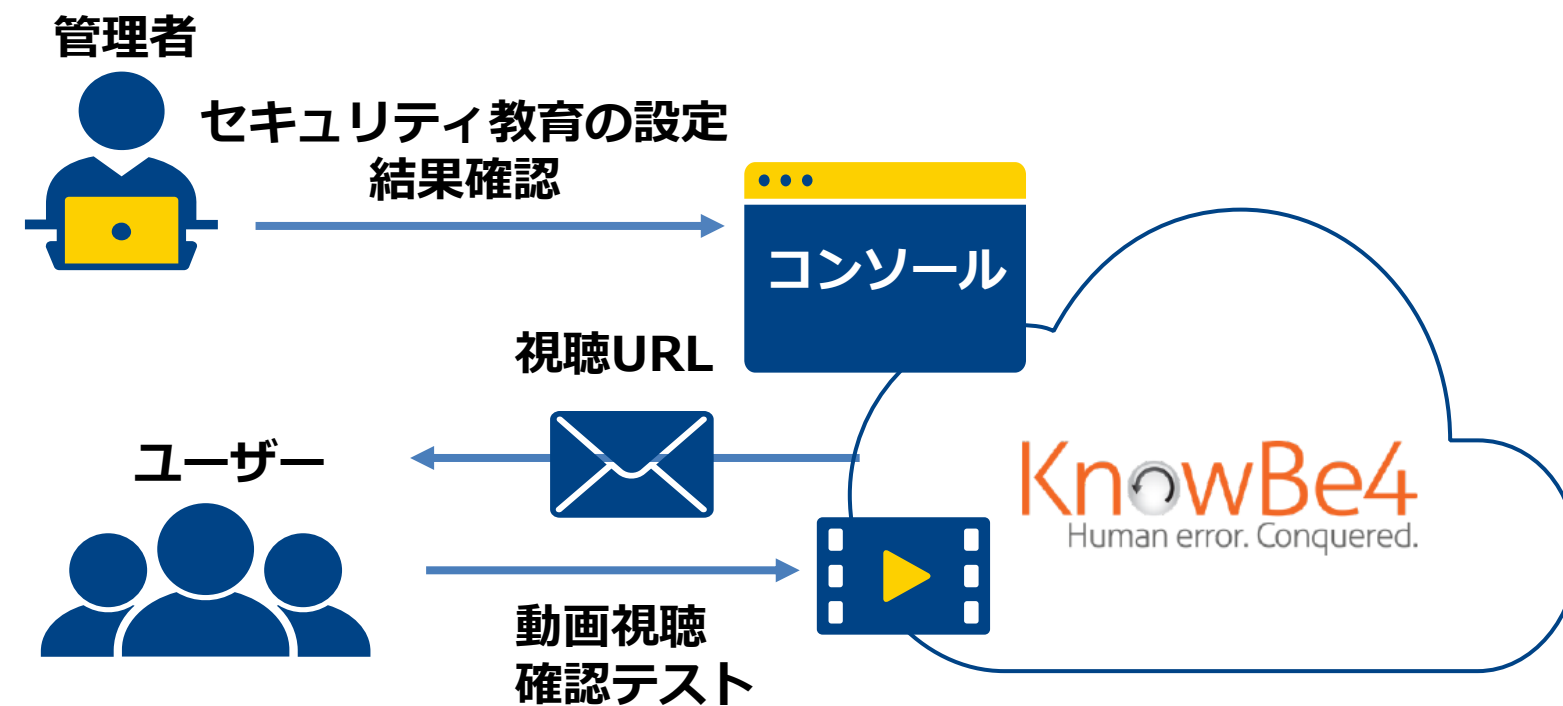 管理者
セキュリティ教育の設定
結果確認
コンソール
視聴URL
ユーザー
KnowBe4
Human error. Conquered.
動画視聴
確認テスト